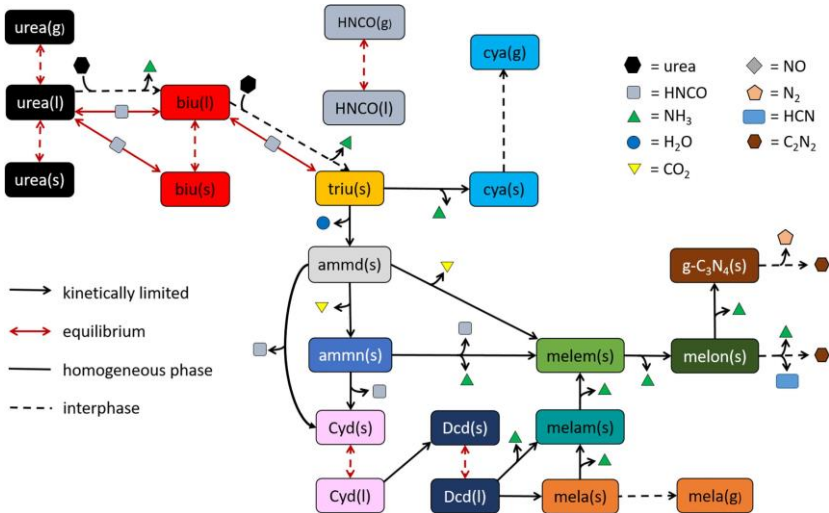 urea(g)
HNCO(g)
cya(g)
= urea
= NO
= HNCO
= N₂
urea(l)
biu(l)
HNCO(l)
= NH₃
= HCN
= H₂O
= C₂N₂
= CO₂
urea(s)
biu(s)
triu(s)
cya(s)
ammd(s)
g-C₃N₄(s)
kinetically limited
equilibrium
homogeneous phase
interphase
ammn(s)
melem(s)
melon(s)
Cyd(s)
Dcd(s)
melam(s)
Cyd(l)
Dcd(l)
mela(s)
mela(g)